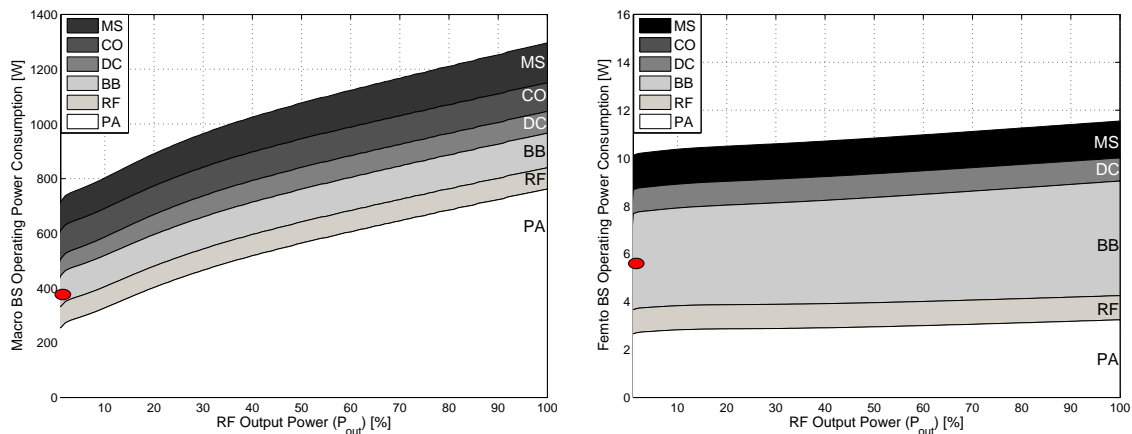 Macro BS Operating Power Consumption [W]
1400
1200
1000
800
600
400
200
0
MS
CO
DC
BB
RF
PA
MS
CO
DC
BB
RF
PA
10 20 30 40 50 60 70 80 90 100
RF Output Power (P_out) [%]
Femto BS Operating Power Consumption [W]
16
14
12
10
8
6
4
2
0
MS
CO
DC
BB
RF
PA
MS
DC
BB
RF
PA
10 20 30 40 50 60 70 80 90 100
RF Output Power (P_out) [%]